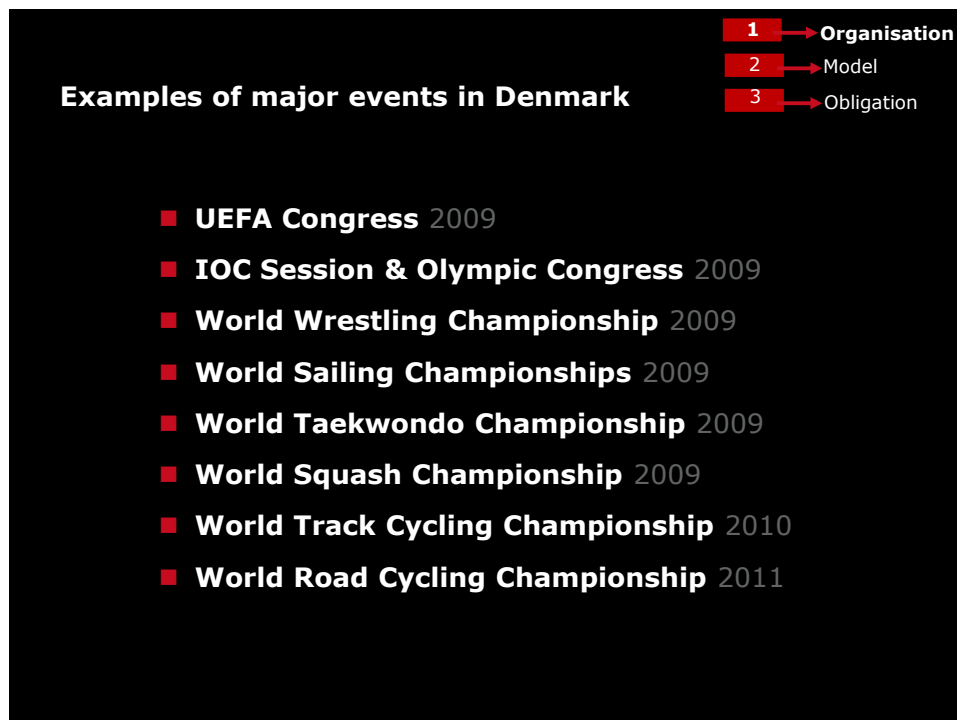 1 Organisation
2 Model
3 Obligation
Examples of major events in Denmark
UEFA Congress 2009
IOC Session & Olympic Congress 2009
World Wrestling Championship 2009
World Sailing Championships 2009
World Taekwondo Championship 2009
World Squash Championship 2009
World Track Cycling Championship 2010
World Road Cycling Championship 2011